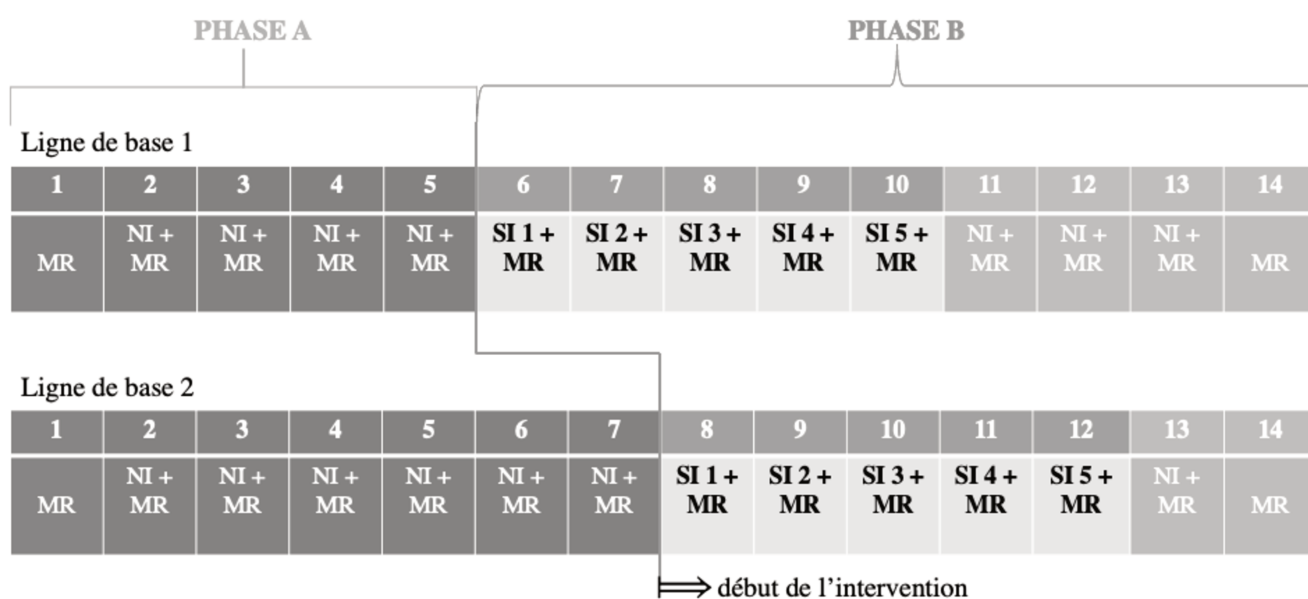 PHASE A PHASE B
Ligne de base 1
1 2 3 4 5 6 7 8 9 10 11 12 13 14
NI + NI + NI + NI + SI 1 + SI 2 + SI 3 + SI 4 + SI 5 + NI + NI + NI +
MR MR MR MR MR MR MR MR MR MR MR MR MR MR
Ligne de base 2
1 2 3 4 5 6 7 8 9 10 11 12 13 14
NI + NI + NI + NI + NI + NI + SI 1 + SI 2 + SI 3 + SI 4 + SI 5 + NI +
MR MR MR MR MR MR MR MR MR MR MR MR MR MR
début de l’intervention